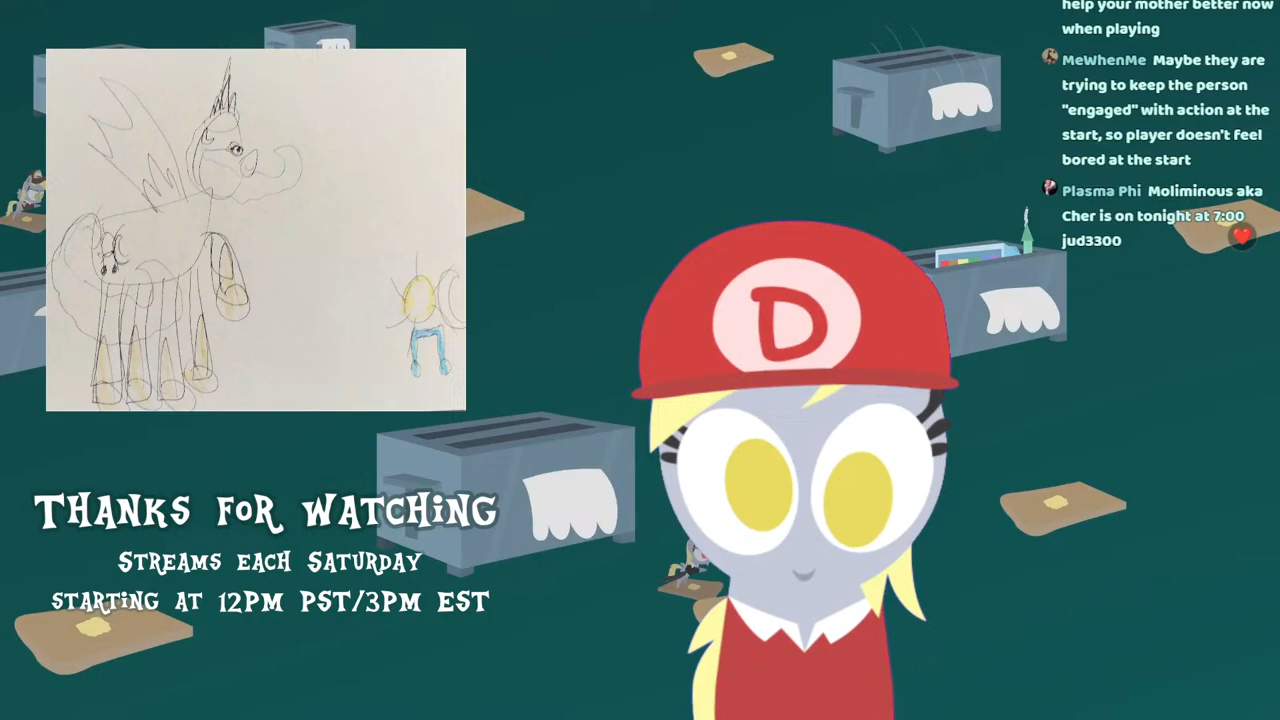 help your mother better now
when playing
MeWhenMe Maybe they are
trying to keep the person
"engaged" with action at the
start, so player doesn't feel
bored at the start
Plasma Phi Moliminous aka
Cher is on tonight at 7:00
jud3300
D
THANKS FOR WATCHING
STREAMS EACH SATURDAY
STARTING AT 12PM PST/3PM EST